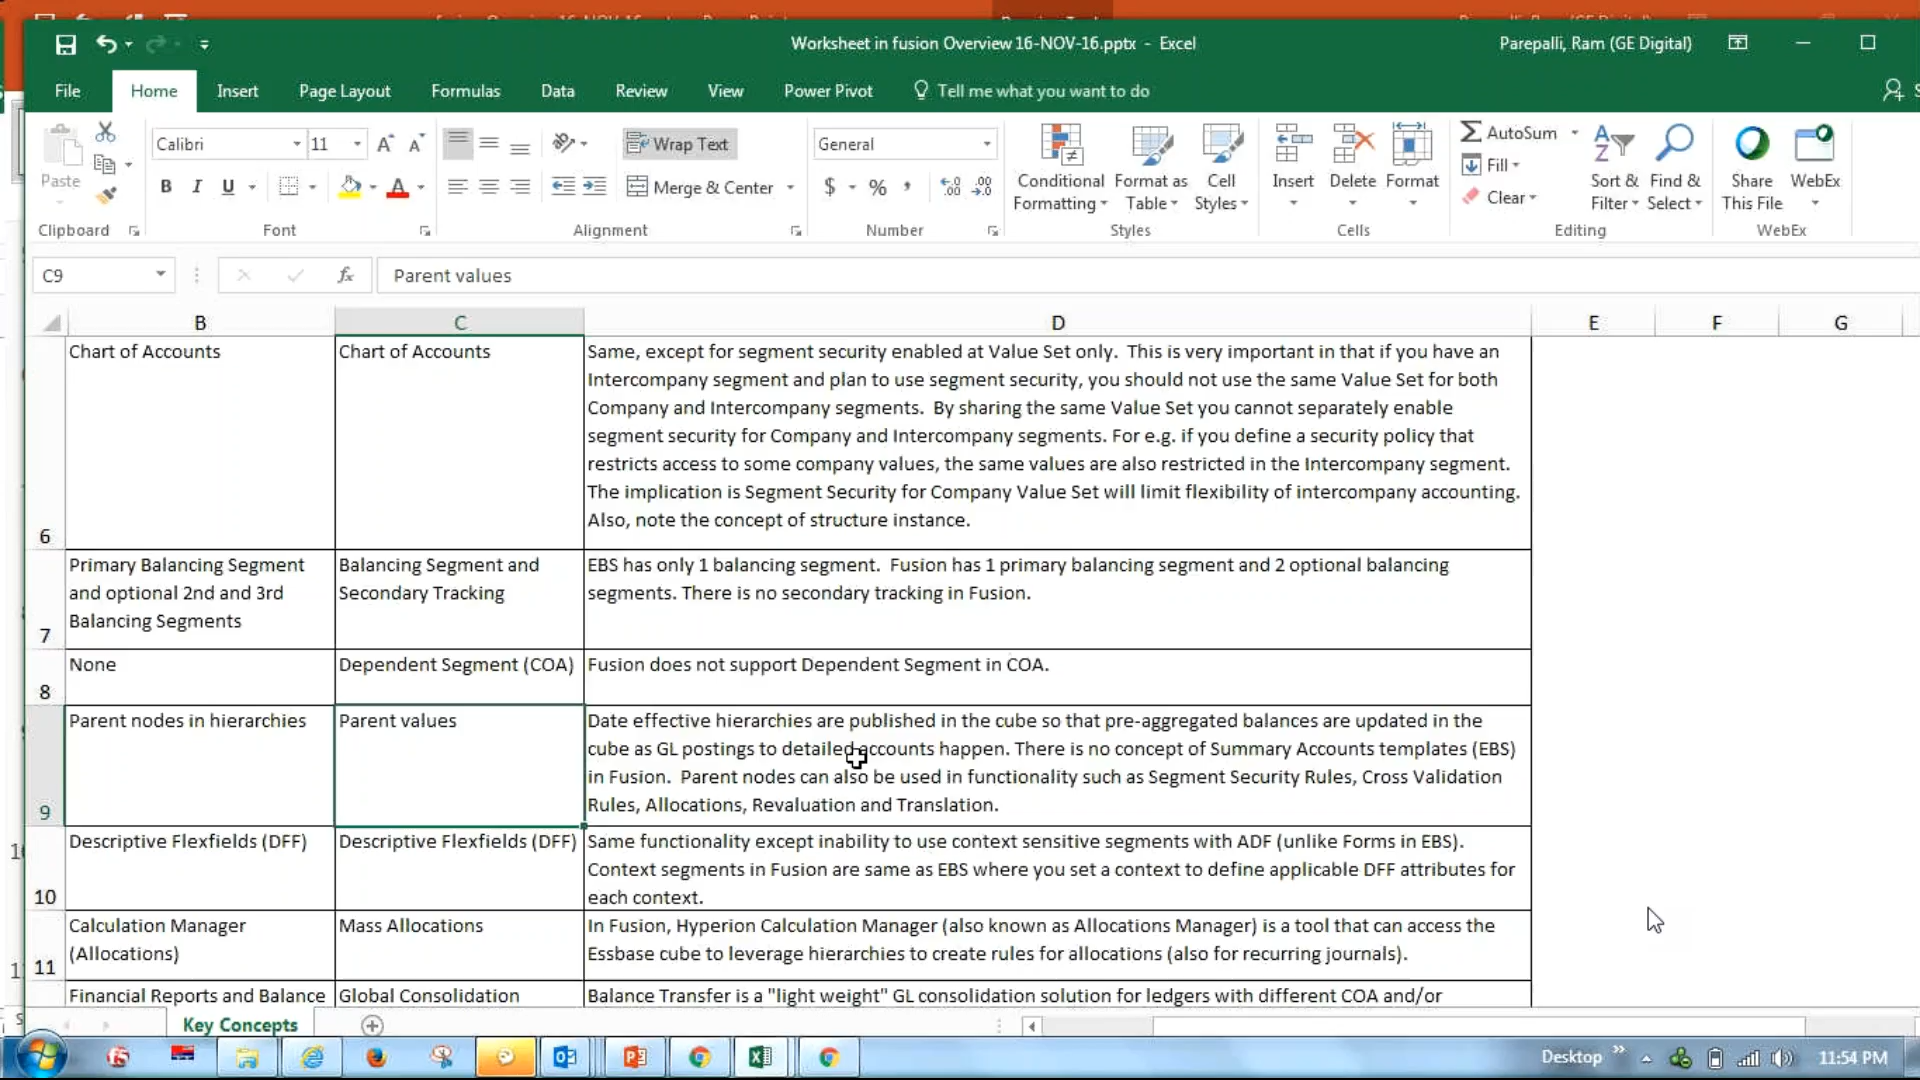 Worksheet in fusion Overview 16-NOV-16.pptx - Excel
Parepalli, Ram (GE Digital)
File
Home
Insert
Page Layout
Formulas
Data
Review
View
Power Pivot
Tell me what you want to do
Paste
Calibri
11
Wrap Text
Merge & Center
General
Conditional
Formatting
Format as
Table
Cell
Styles
Insert
Delete
Format
AutoSum
Fill
Clear
Sort &
Filter
Find &
Select
Share
This File
WebEx
Clipboard
Font
Alignment
Number
Styles
Cells
Editing
WebEx
C9
fx
Parent values
B
C
D
E
F
G
6
Chart of Accounts
Chart of Accounts
Same, except for segment security enabled at Value Set only. This is very important in that if you have an
Intercompany segment and plan to use segment security, you should not use the same Value Set for both
Company and Intercompany segments. By sharing the same Value Set you cannot separately enable
segment security for Company and Intercompany segments. For e.g. if you define a security policy that
restricts access to some company values, the same values are also restricted in the Intercompany segment.
The implication is Segment Security for Company Value Set will limit flexibility of intercompany accounting.
Also, note the concept of structure instance.
7
Primary Balancing Segment
and optional 2nd and 3rd
Balancing Segments
Balancing Segment and
Secondary Tracking
EBS has only 1 balancing segment. Fusion has 1 primary balancing segment and 2 optional balancing
segments. There is no secondary tracking in Fusion.
8
None
Dependent Segment (COA)
Fusion does not support Dependent Segment in COA.
9
Parent nodes in hierarchies
Parent values
Date effective hierarchies are published in the cube so that pre-aggregated balances are updated in the
cube as GL postings to detailed accounts happen. There is no concept of Summary Accounts templates (EBS)
in Fusion. Parent nodes can also be used in functionality such as Segment Security Rules, Cross Validation
Rules, Allocations, Revaluation and Translation.
10
Descriptive Flexfields (DFF)
Descriptive Flexfields (DFF)
Same functionality except inability to use context sensitive segments with ADF (unlike Forms in EBS).
Context segments in Fusion are same as EBS where you set a context to define applicable DFF attributes for
each context.
11
Calculation Manager
(Allocations)
Mass Allocations
In Fusion, Hyperion Calculation Manager (also known as Allocations Manager) is a tool that can access the
Essbase cube to leverage hierarchies to create rules for allocations (also for recurring journals).
Financial Reports and Balance
Global Consolidation
Balance Transfer is a "light weight" GL consolidation solution for ledgers with different COA and/or
Key Concepts
Desktop
11:54 PM